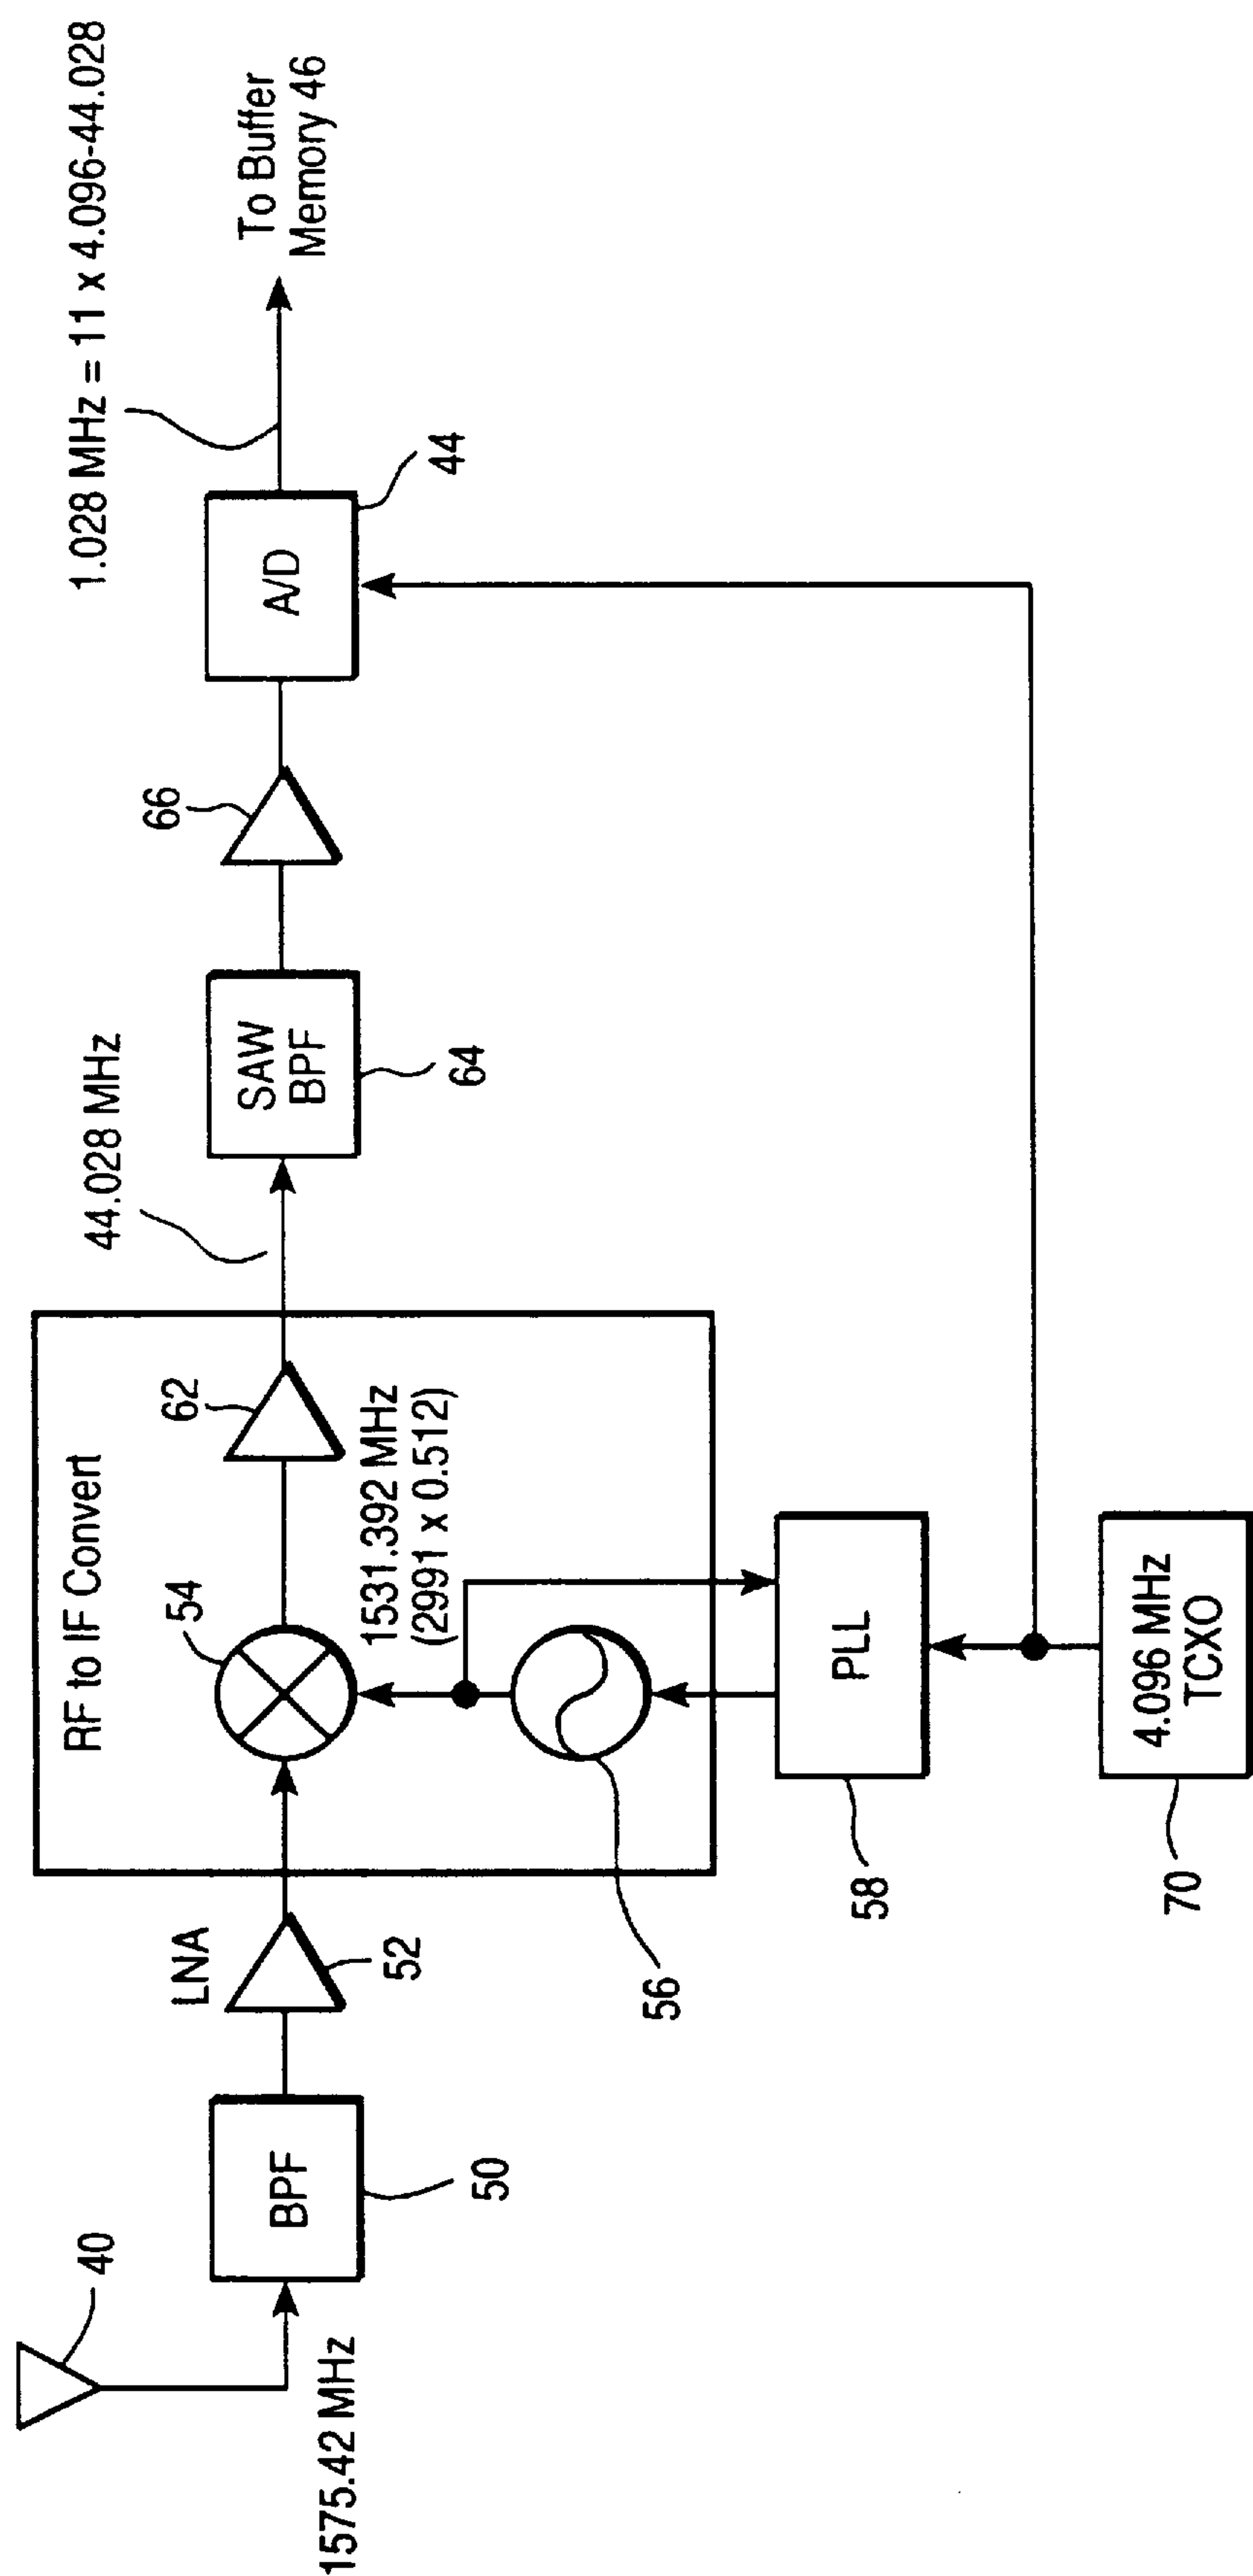 40
1575.42 MHz
BPF
50
LNA
52
RF to IF Convert
54
62
1531.392 MHz
(2991 x 0.512)
56
PLL
58
4.096 MHz
TCXO
70
44.028 MHz
SAW
BPF
64
66
A/D
44
1.028 MHz = 11 x 4.096-44.028
To Buffer
Memory 46